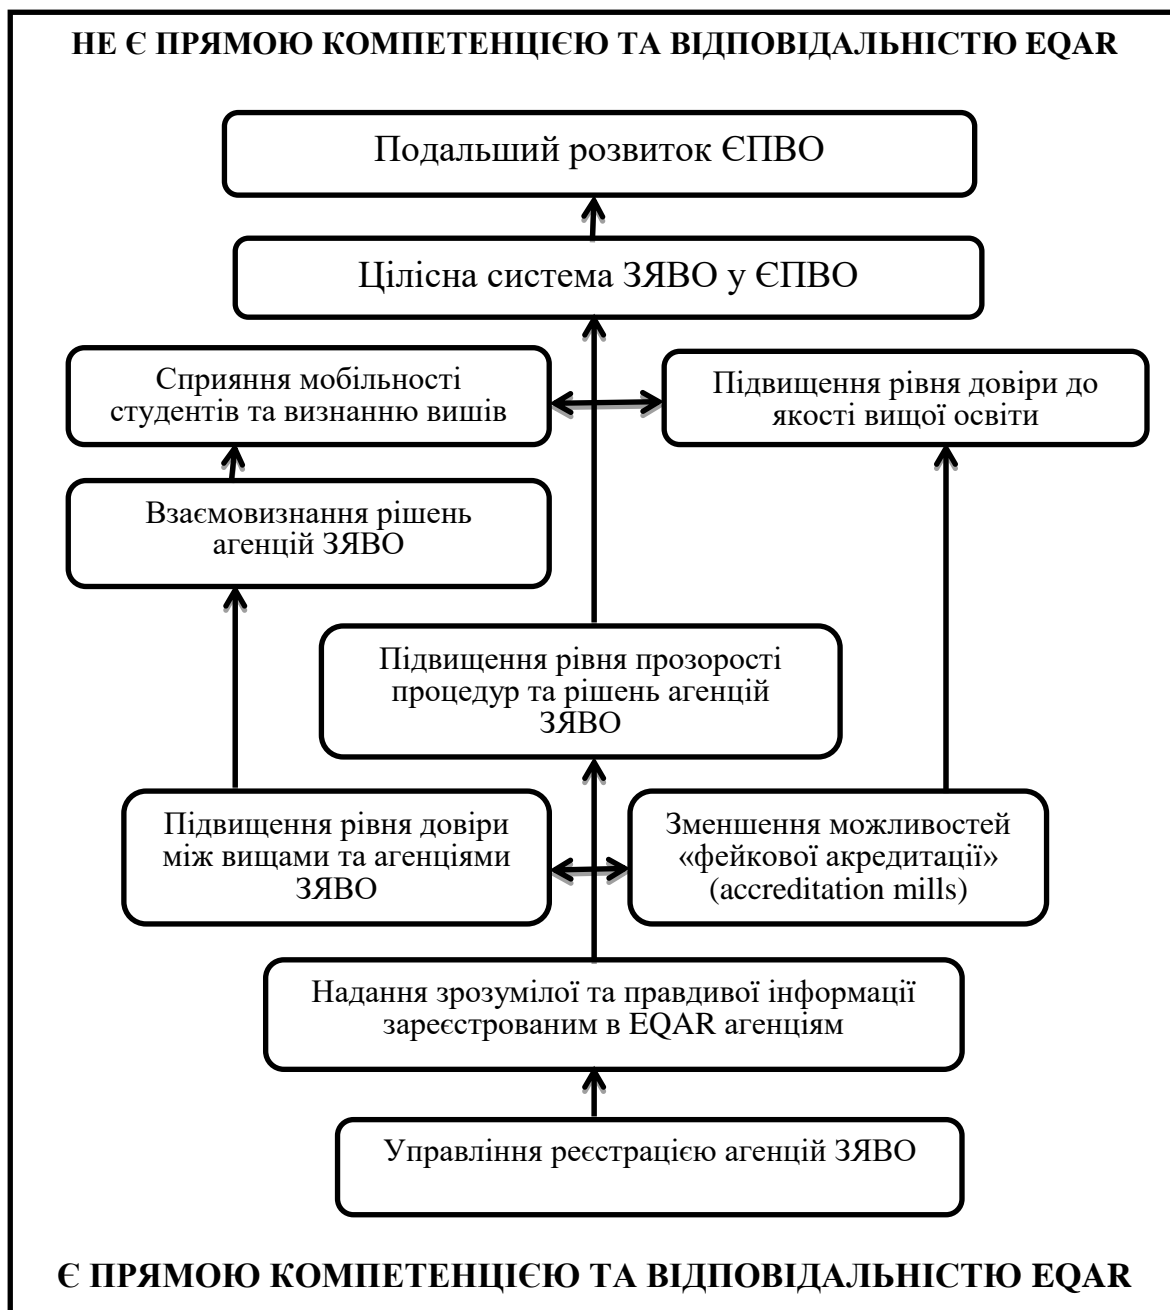 НЕ Є ПРЯМОЮ КОМПЕТЕНЦІЄЮ ТА ВІДПОВІДАЛЬНІСТЮ EQAR
Подальший розвиток ЄПВО
Цілісна система ЗЯВО у ЄПВО
Сприяння мобільності
студентів та визнанню вишів
Підвищення рівня довіри до
якості вищої освіти
Взаємовизнання рішень
агенцій ЗЯВО
Підвищення рівня прозорості
процедур та рішень агенцій
ЗЯВО
Підвищення рівня довіри
між вищами та агенціями
ЗЯВО
Зменшення можливостей
«фейкової акредитації»
(accreditation mills)
Надання зрозумілої та правдивої інформації
зареєстрованим в EQAR агенціям
Управління реєстрацією агенцій ЗЯВО
Є ПРЯМОЮ КОМПЕТЕНЦІЄЮ ТА ВІДПОВІДАЛЬНІСТЮ EQAR